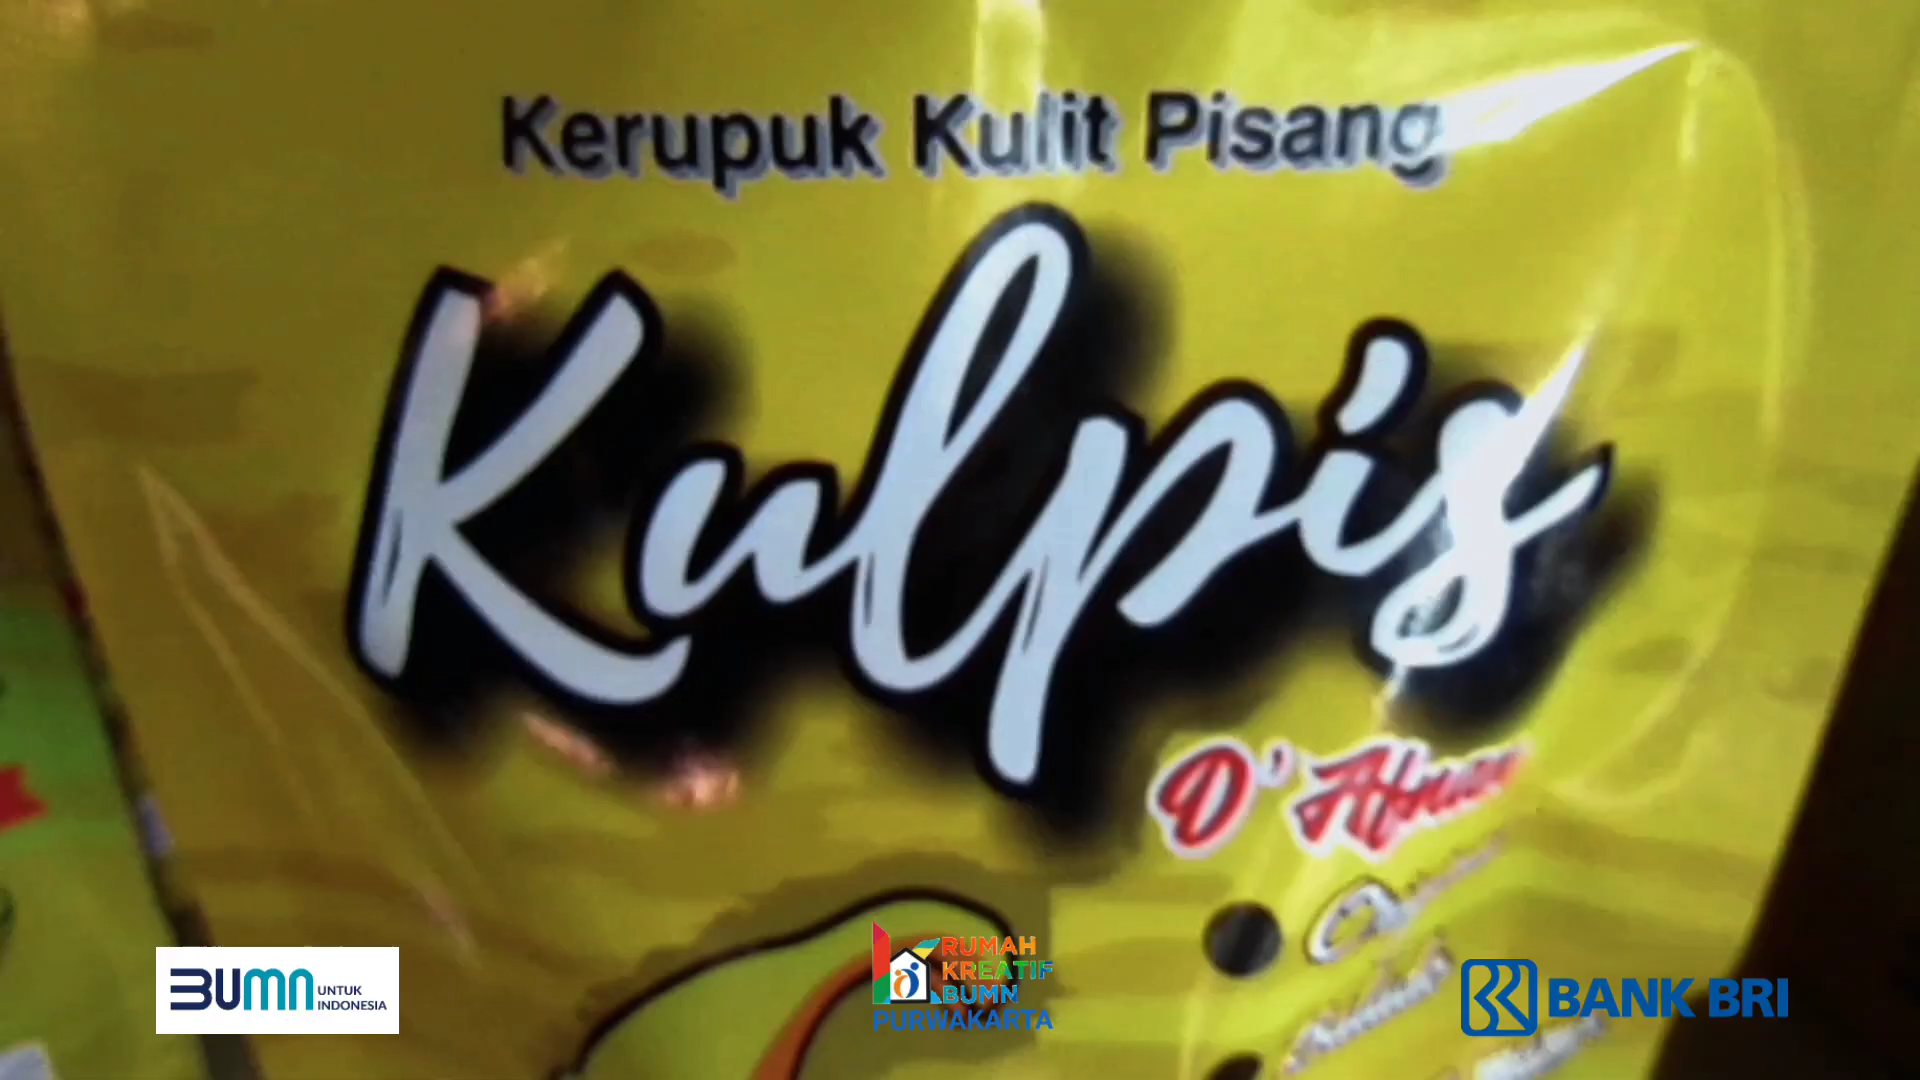 Kerupuk Kulit Pisang
Kulpis
BUMN UNTUK INDONESIA
RUMAH
KREATIF
BUMN
PURWAKARTA
BANK BRI